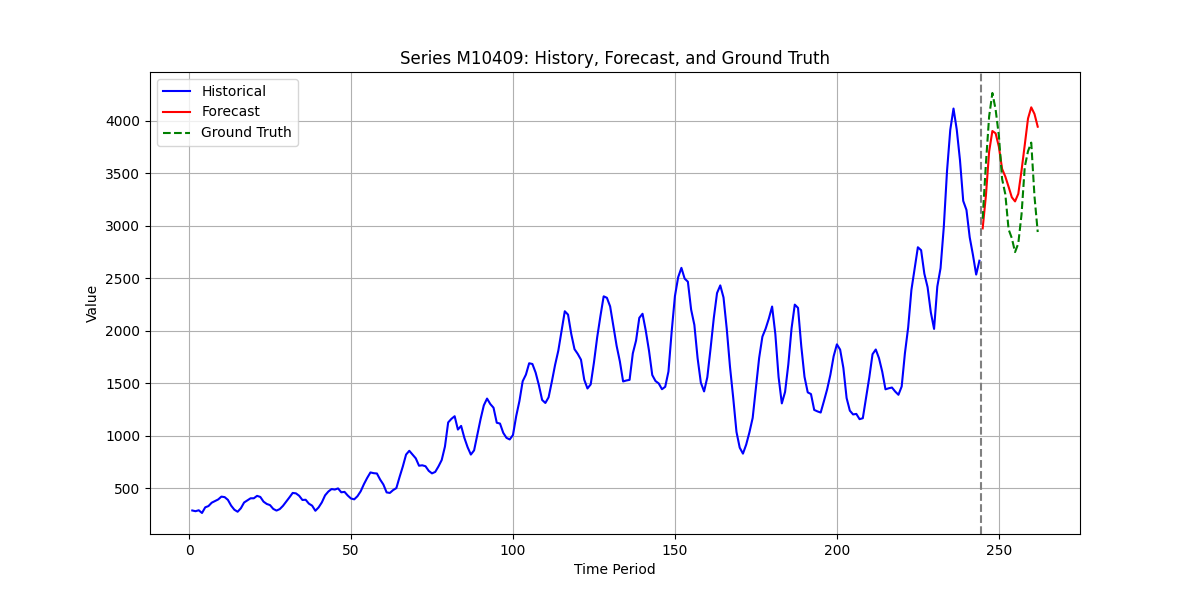 Series M10409: History, Forecast, and Ground Truth
Historical
Forecast
Ground Truth
4000
3500
3000
2500
2000
1500
1000
500
Value
0 50 100 150 200 250
Time Period